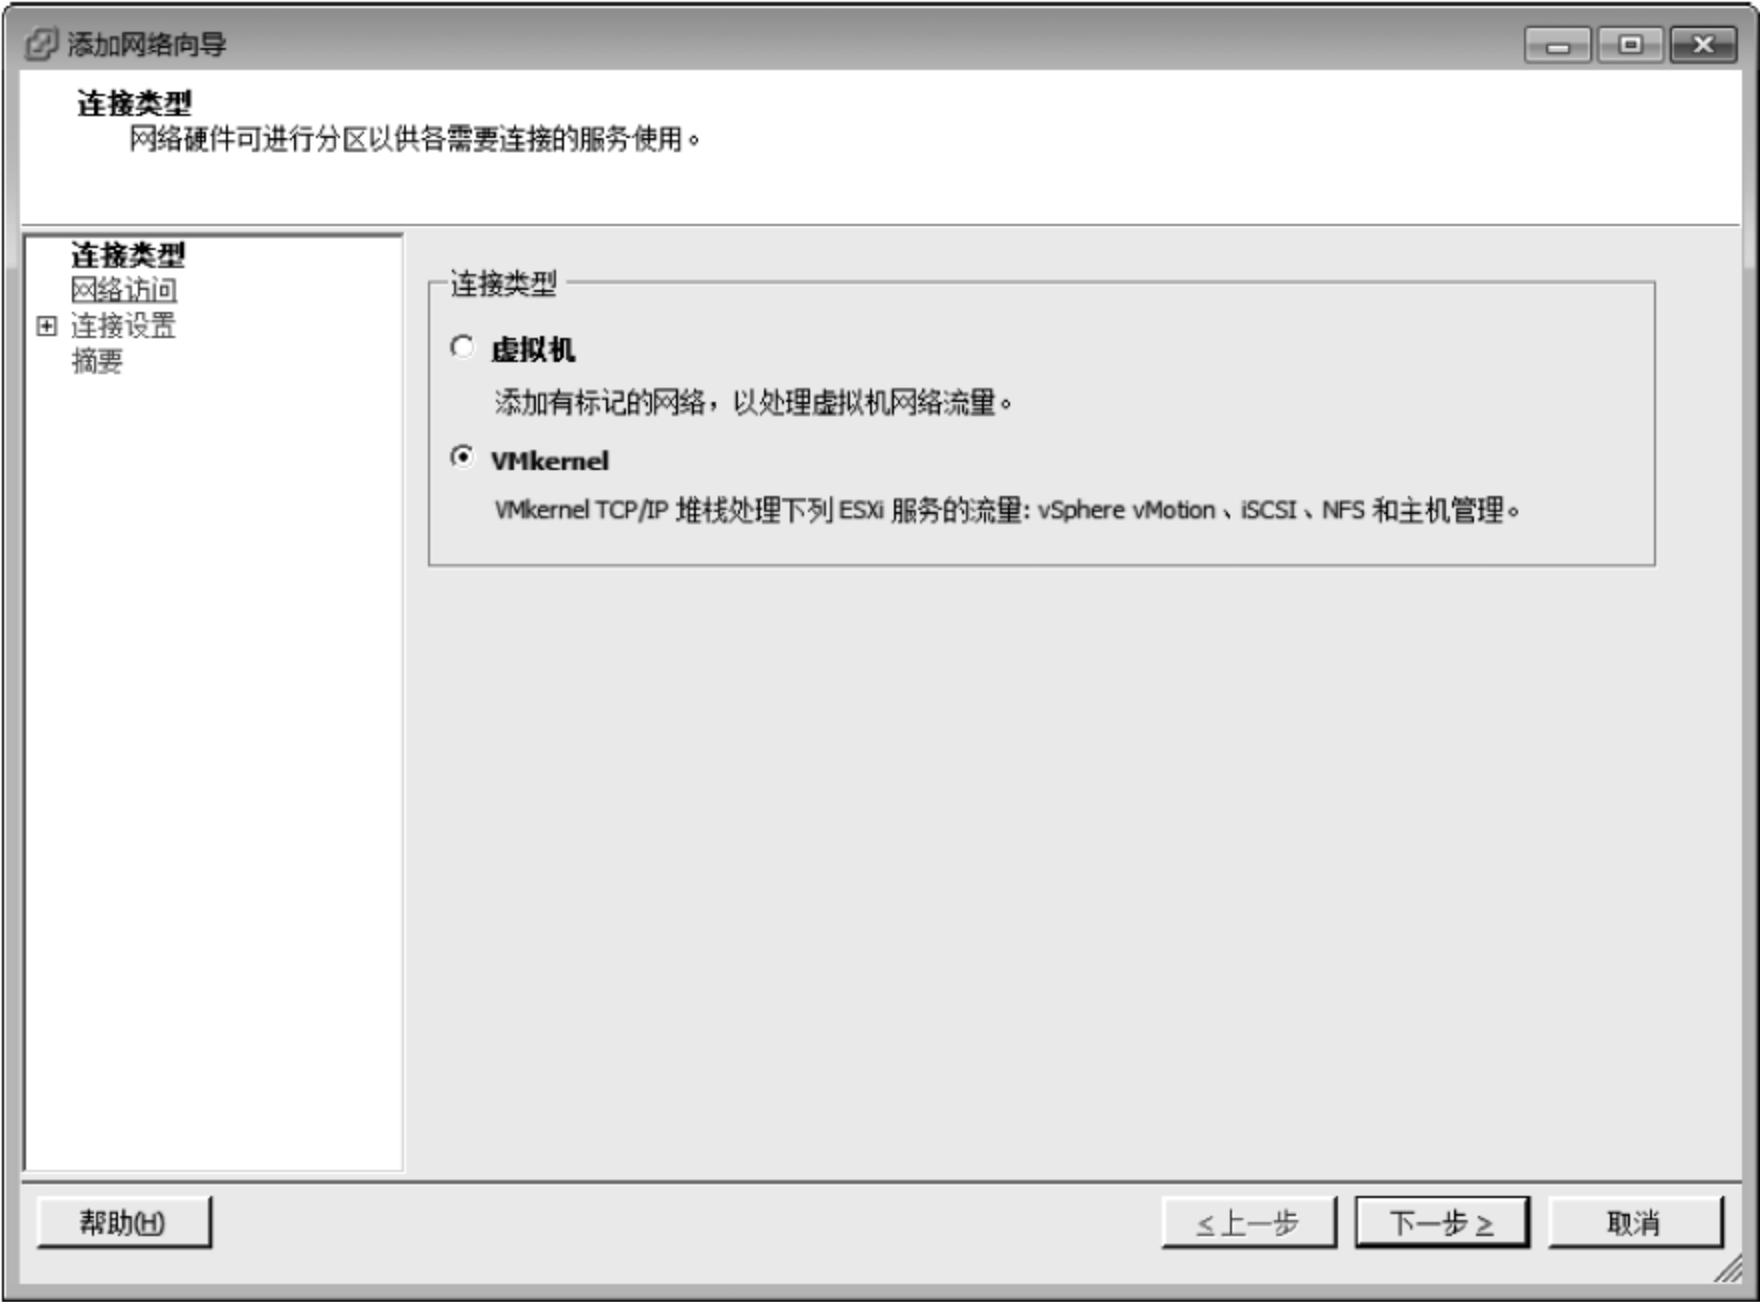 添加网络向导
连接类型
网络硬件可进行分区以供各需要连接的服务使用。
连接类型
网络访问
连接设置
摘要
连接类型
虚拟机
添加有标记的网络，以处理虚拟机网络流量。
VMkernel
VMkernel TCP/IP 堆栈处理下列 ESXi 服务的流量: vSphere vMotion、iSCSI、NFS 和主机管理。
帮助(H)
≤上一步
下一步≥
取消